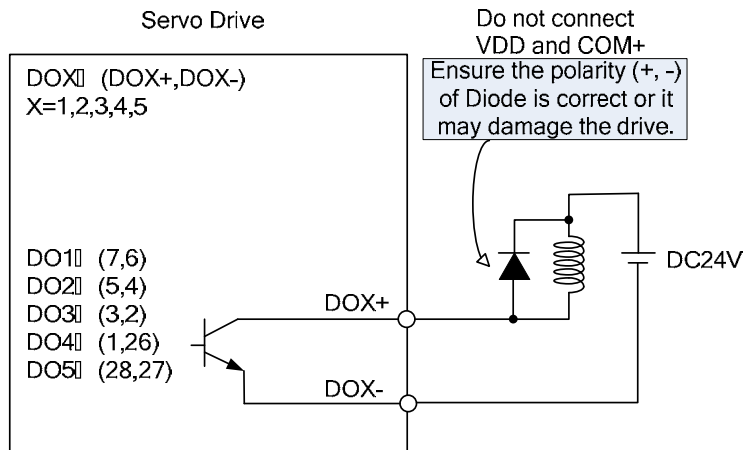 Servo Drive
Do not connect
VDD and COM+
Ensure the polarity (+, -)
of Diode is correct or it
may damage the drive.
DOX▯ (DOX+,DOX-)
X=1,2,3,4,5
DO1▯ (7,6)
DO2▯ (5,4)
DO3▯ (3,2)
DO4▯ (1,26)
DO5▯ (28,27)
DOX+
DOX-
DC24V